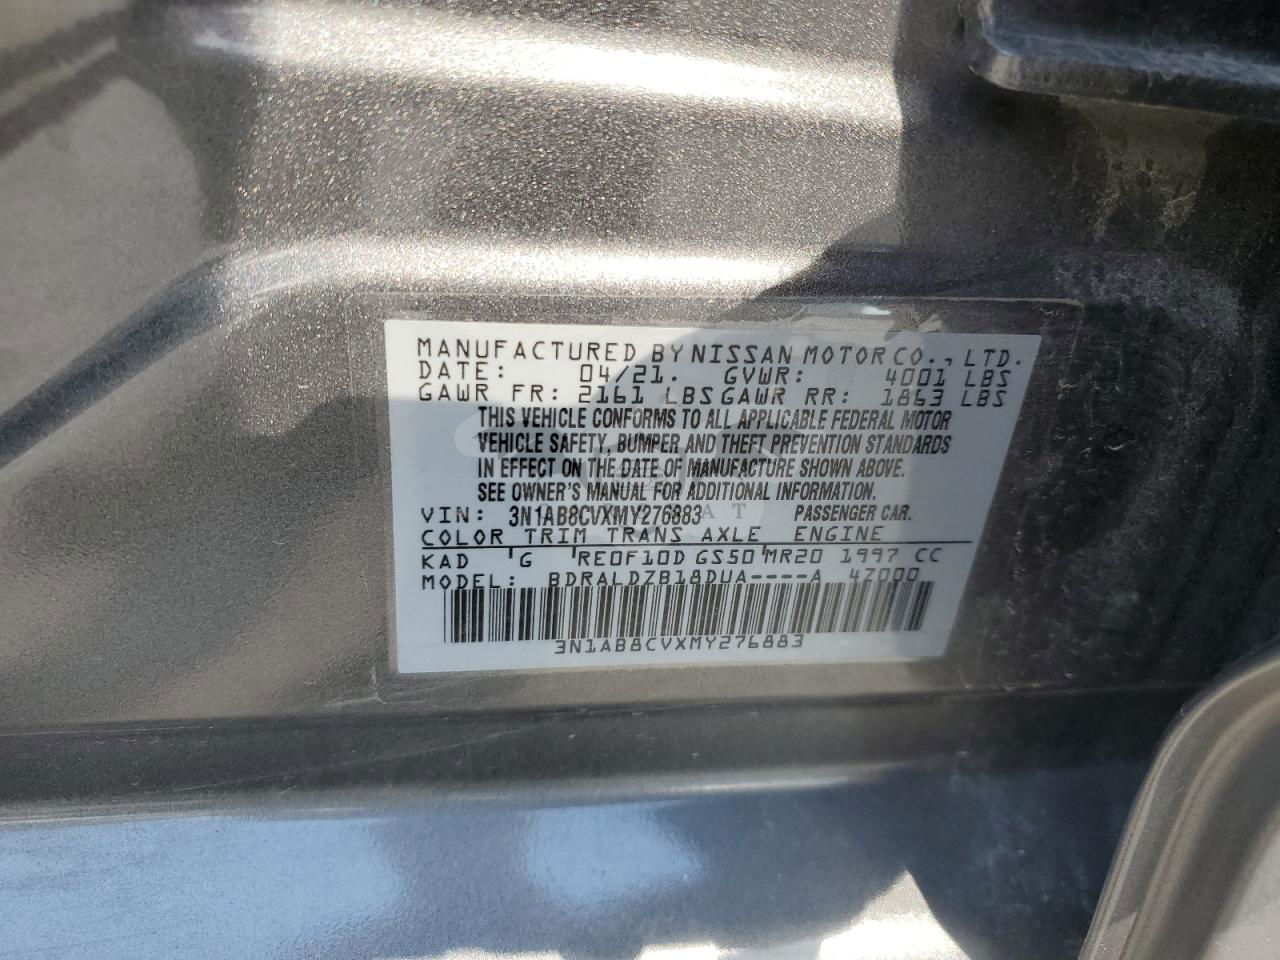 MANUFACTURED BY NISSAN MOTOR CO., LTD.
DATE: 04/21. GVWR: 4001 LBS
GAWR FR: 2161 LBS GAWR RR: 1863 LBS
THIS VEHICLE CONFORMS TO ALL APPLICABLE FEDERAL MOTOR
VEHICLE SAFETY, BUMPER AND THEFT PREVENTION STANDARDS
IN EFFECT ON THE DATE OF MANUFACTURE SHOWN ABOVE.
SEE OWNER'S MANUAL FOR ADDITIONAL INFORMATION.
VIN: 3N1AB8CVXMY276883 PASSENGER CAR.
COLOR TRIM TRANS AXLE ENGINE
KAD G RE0F10D GS50 MR20 1997 CC
MODEL: BDRALDZB18DUA----A 4Z000
3N1AB8CVXMY276883